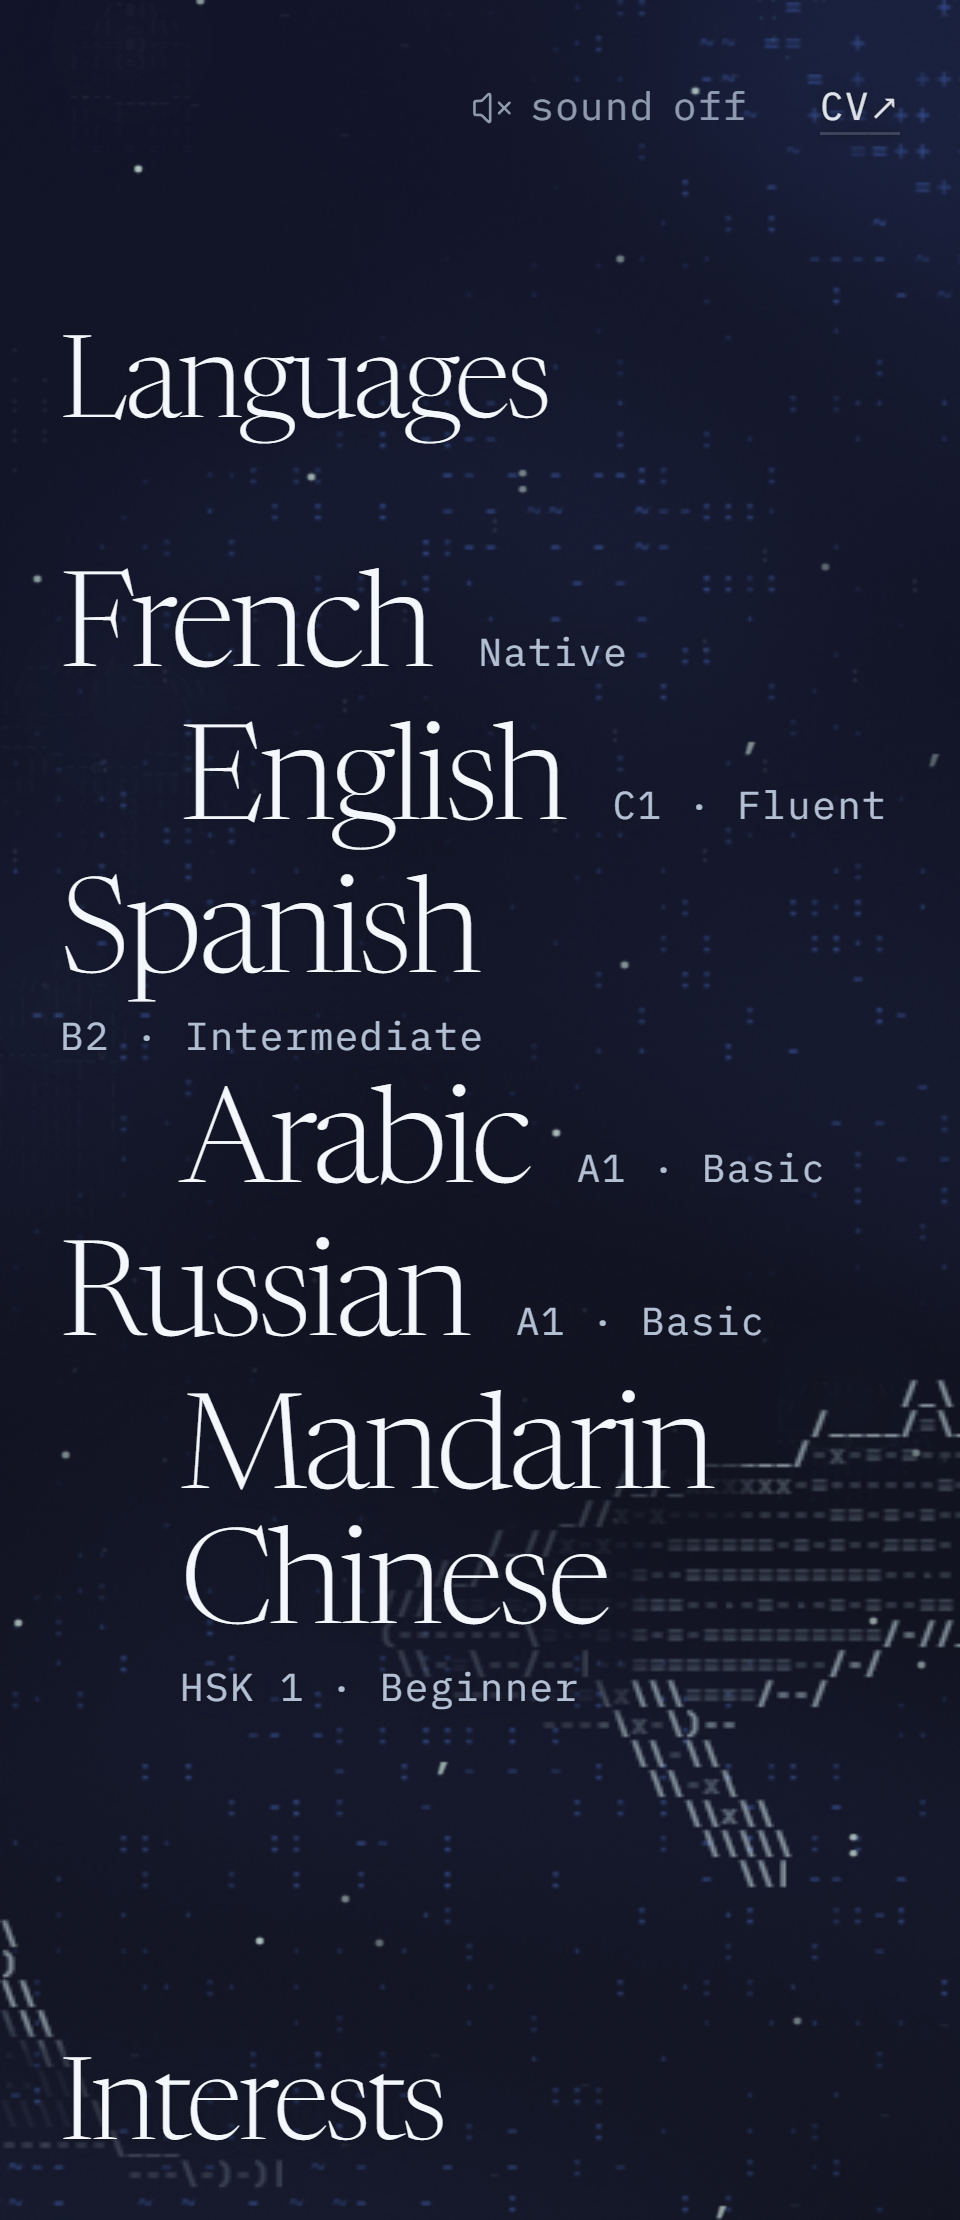 sound off CV↗
Languages
French Native
English C1 · Fluent
Spanish
B2 · Intermediate
Arabic A1 · Basic
Russian A1 · Basic
Mandarin
Chinese
HSK 1 · Beginner
Interests